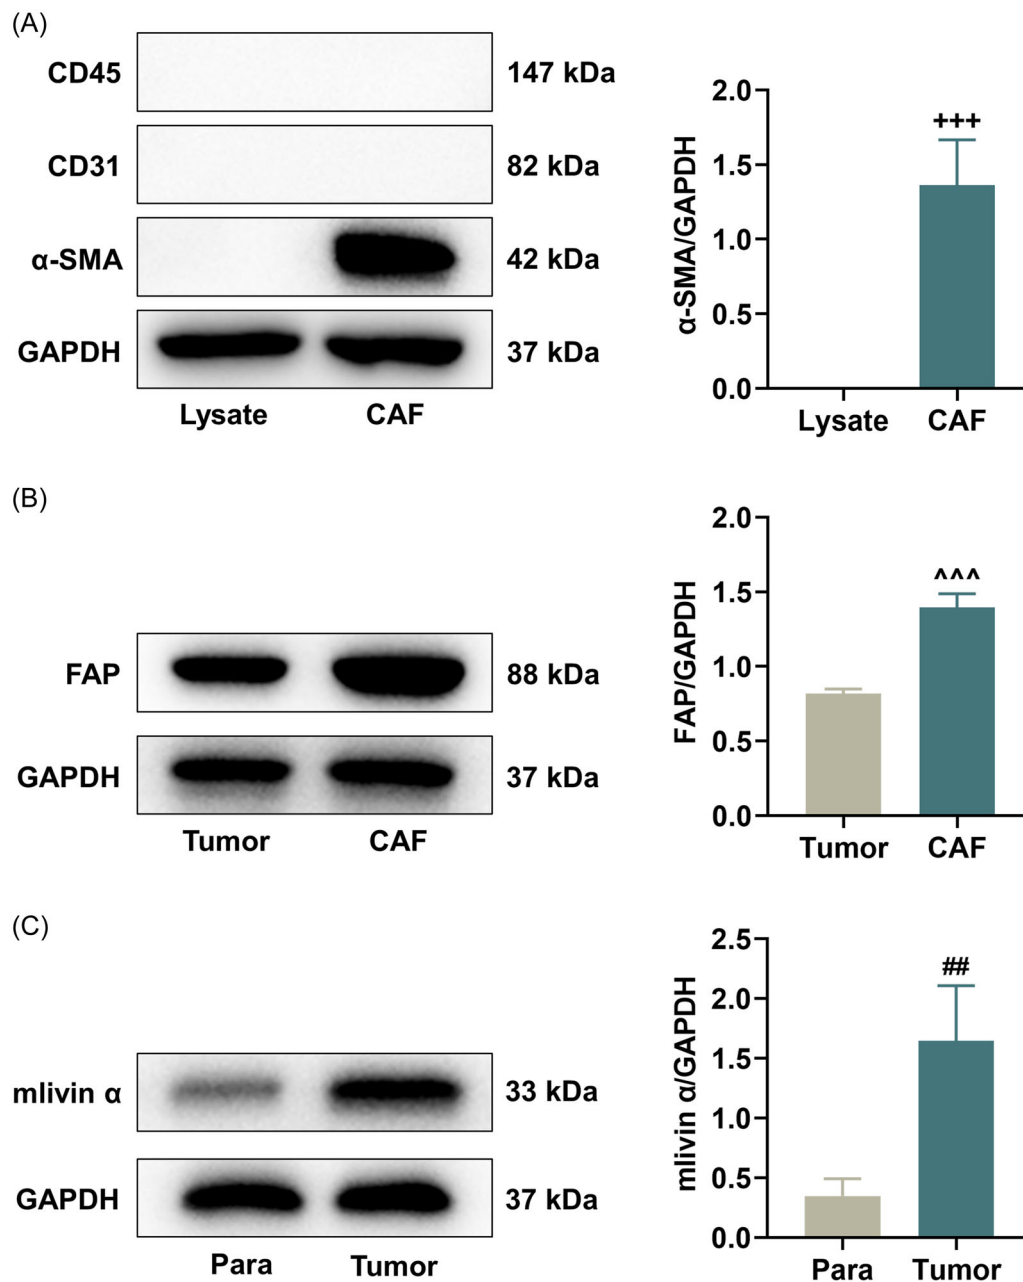 (A)
CD45
147 kDa
CD31
82 kDa
α-SMA
42 kDa
GAPDH
37 kDa
Lysate CAF
α-SMA/GAPDH
2.0
1.5
1.0
0.5
0.0
+++
Lysate CAF
(B)
FAP
88 kDa
GAPDH
37 kDa
Tumor CAF
FAP/GAPDH
2.0
1.5
1.0
0.5
0.0
^^^
Tumor CAF
(C)
mlivin α
33 kDa
GAPDH
37 kDa
Para Tumor
mlivin α/GAPDH
2.5
2.0
1.5
1.0
0.5
0.0
##
Para Tumor